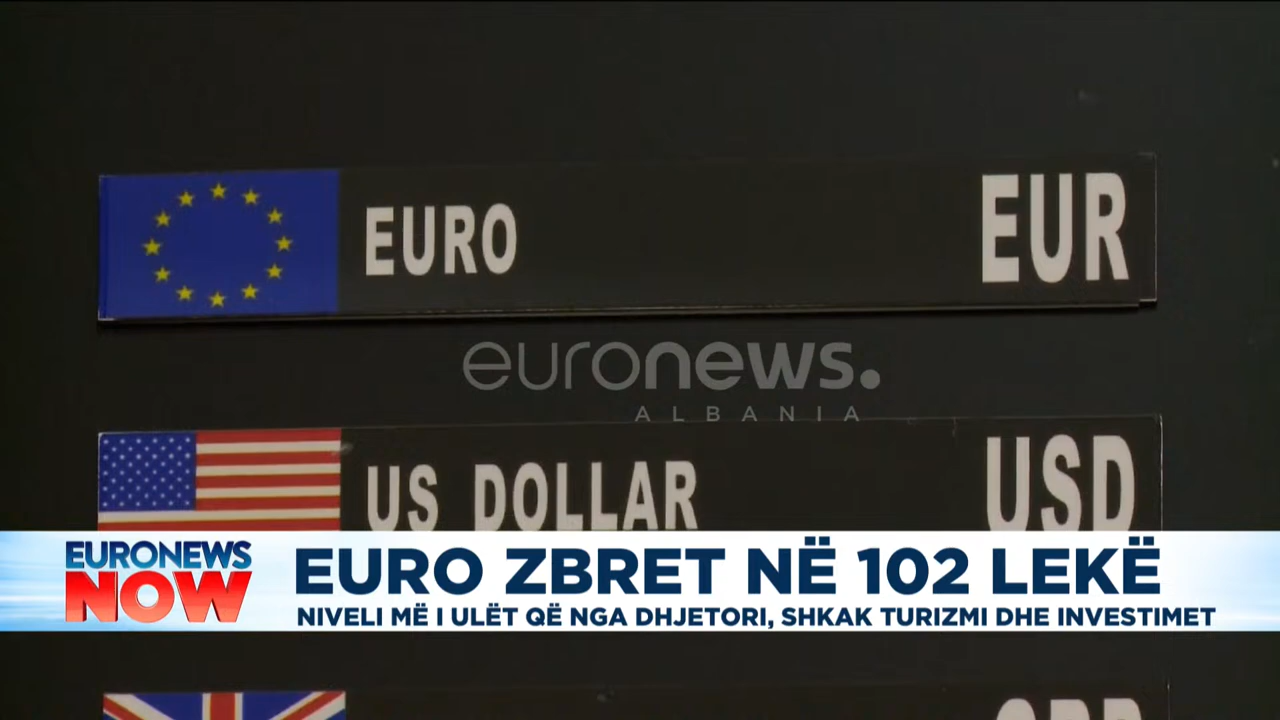 EURO EUR
euronews.
ALBANIA
US DOLLAR USD
EURONEWS
NOW
EURO ZBRET NË 102 LEKË
NIVELI MË I ULËT QË NGA DHJETORI, SHKAK TURIZMI DHE INVESTIMET
GBP